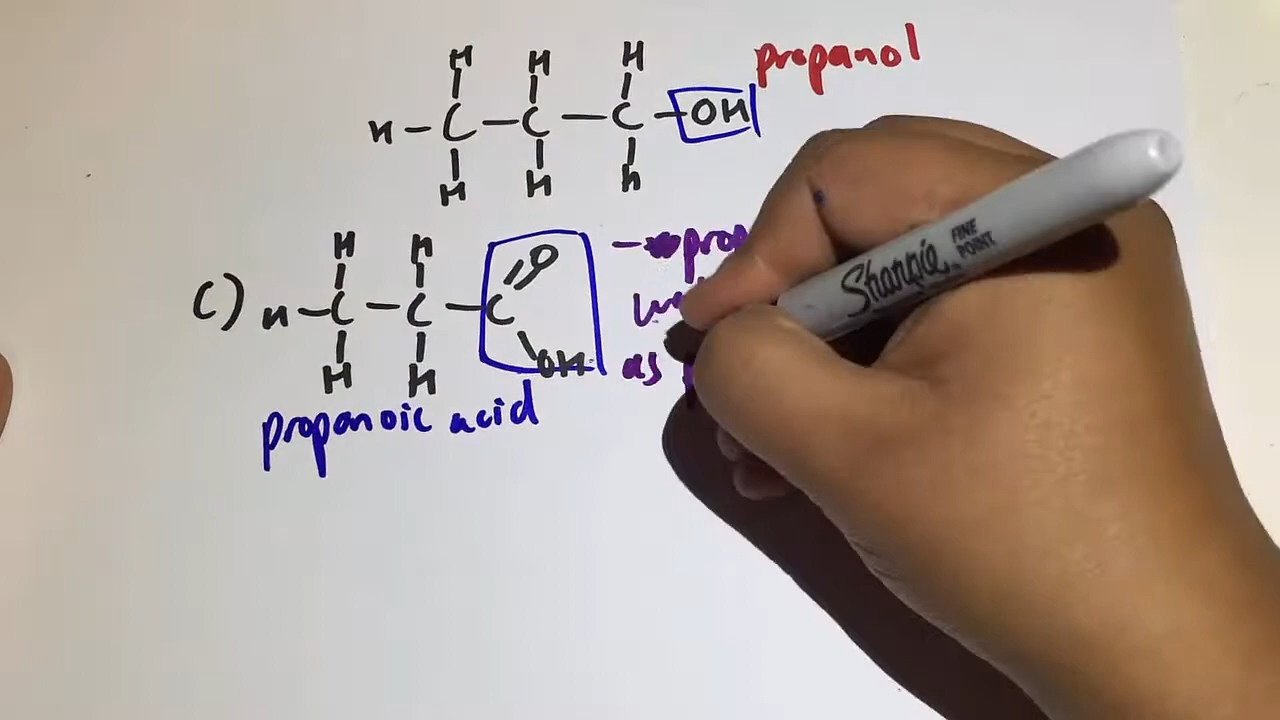 propanol
H H H
H - C - C - C - OH
H H h
H H O
C) H - C - C - C
H H OH
as
propanoic acid
Sharpie FINE POINT